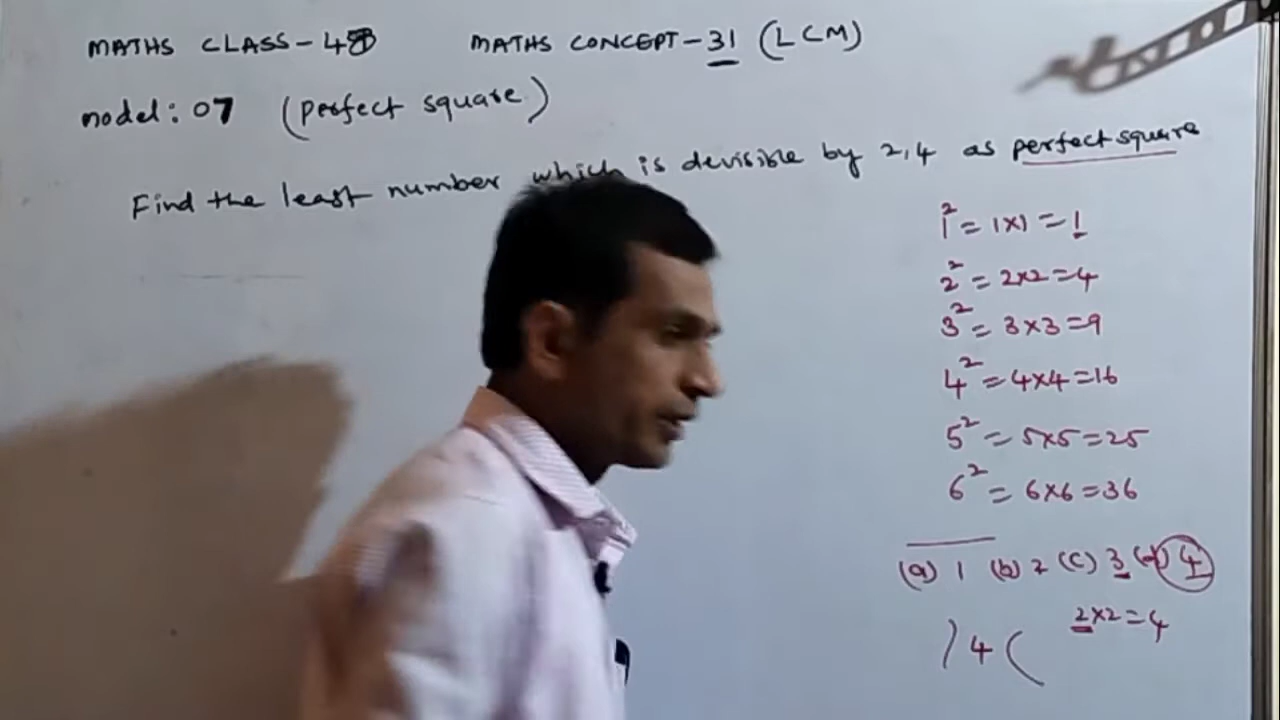 MATHS CLASS-48 MATHS CONCEPT-31 (LCM)
model: 07 (perfect square)
Find the least number which is devisible by 2,4 as perfect square
1² = 1×1 = 1
2² = 2×2=4
3² = 3×3=9
4² = 4×4=16
5² = 5×5=25
6² = 6×6=36
(a) 1 (b) 2 (c) 3 (d) 4
2×2=4
)4(